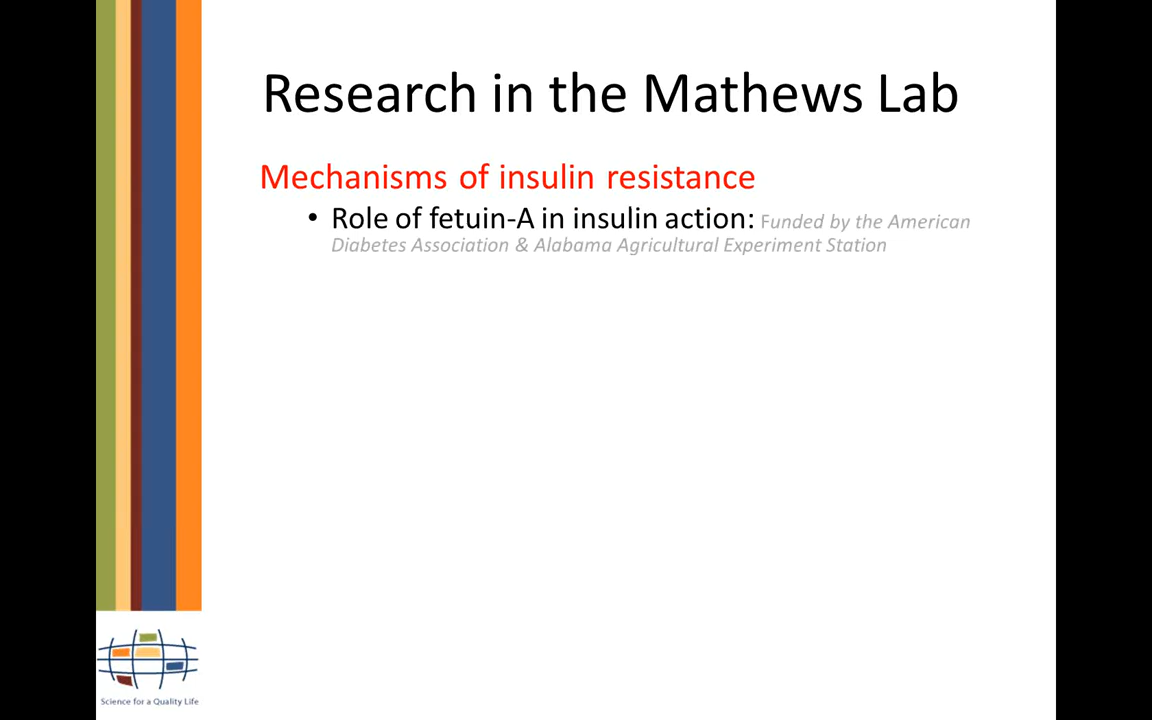 Research in the Mathews Lab
Mechanisms of insulin resistance
• Role of fetuin-A in insulin action: Funded by the American
Diabetes Association & Alabama Agricultural Experiment Station
Science for a Quality Life